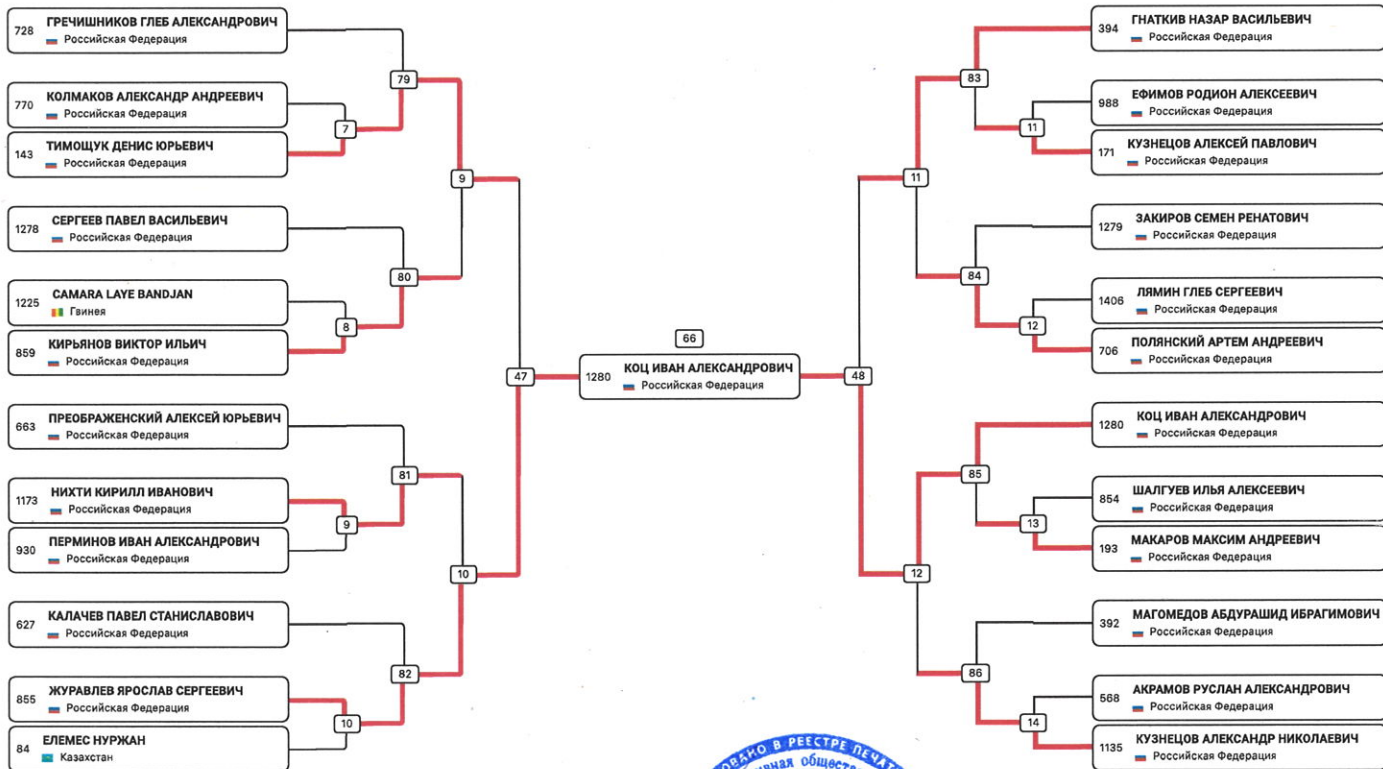 728 ГРЕЧИШНИКОВ ГЛЕБ АЛЕКСАНДРОВИЧ
Российская Федерация
79
770 КОЛМАКОВ АЛЕКСАНДР АНДРЕЕВИЧ
Российская Федерация
7
143 ТИМОЩУК ДЕНИС ЮРЬЕВИЧ
Российская Федерация
9
1278 СЕРГЕЕВ ПАВЕЛ ВАСИЛЬЕВИЧ
Российская Федерация
80
1225 CAMARA LAYE BANDJAN
Гвинея
8
859 КИРЬЯНОВ ВИКТОР ИЛЬИЧ
Российская Федерация
47
663 ПРЕОБРАЖЕНСКИЙ АЛЕКСЕЙ ЮРЬЕВИЧ
Российская Федерация
81
1173 НИХТИ КИРИЛЛ ИВАНОВИЧ
Российская Федерация
9
930 ПЕРМИНОВ ИВАН АЛЕКСАНДРОВИЧ
Российская Федерация
10
627 КАЛАЧЕВ ПАВЕЛ СТАНИСЛАВОВИЧ
Российская Федерация
82
855 ЖУРАВЛЕВ ЯРОСЛАВ СЕРГЕЕВИЧ
Российская Федерация
10
84 ЕЛЕМЕС НУРЖАН
Казахстан
66
1280 КОЦ ИВАН АЛЕКСАНДРОВИЧ
Российская Федерация
394 ГНАТКИВ НАЗАР ВАСИЛЬЕВИЧ
Российская Федерация
83
988 ЕФИМОВ РОДИОН АЛЕКСЕЕВИЧ
Российская Федерация
11
171 КУЗНЕЦОВ АЛЕКСЕЙ ПАВЛОВИЧ
Российская Федерация
11
1279 ЗАКИРОВ СЕМЕН РЕНАТОВИЧ
Российская Федерация
84
1406 ЛЯМИН ГЛЕБ СЕРГЕЕВИЧ
Российская Федерация
12
706 ПОЛЯНСКИЙ АРТЕМ АНДРЕЕВИЧ
Российская Федерация
48
1280 КОЦ ИВАН АЛЕКСАНДРОВИЧ
Российская Федерация
85
854 ШАЛГУЕВ ИЛЬЯ АЛЕКСЕЕВИЧ
Российская Федерация
13
193 МАКАРОВ МАКСИМ АНДРЕЕВИЧ
Российская Федерация
12
392 МАГОМЕДОВ АБДУРАШИД ИБРАГИМОВИЧ
Российская Федерация
86
568 АКРАМОВ РУСЛАН АЛЕКСАНДРОВИЧ
Российская Федерация
14
1135 КУЗНЕЦОВ АЛЕКСАНДР НИКОЛАЕВИЧ
Российская Федерация
В РЕЕСТРЕ